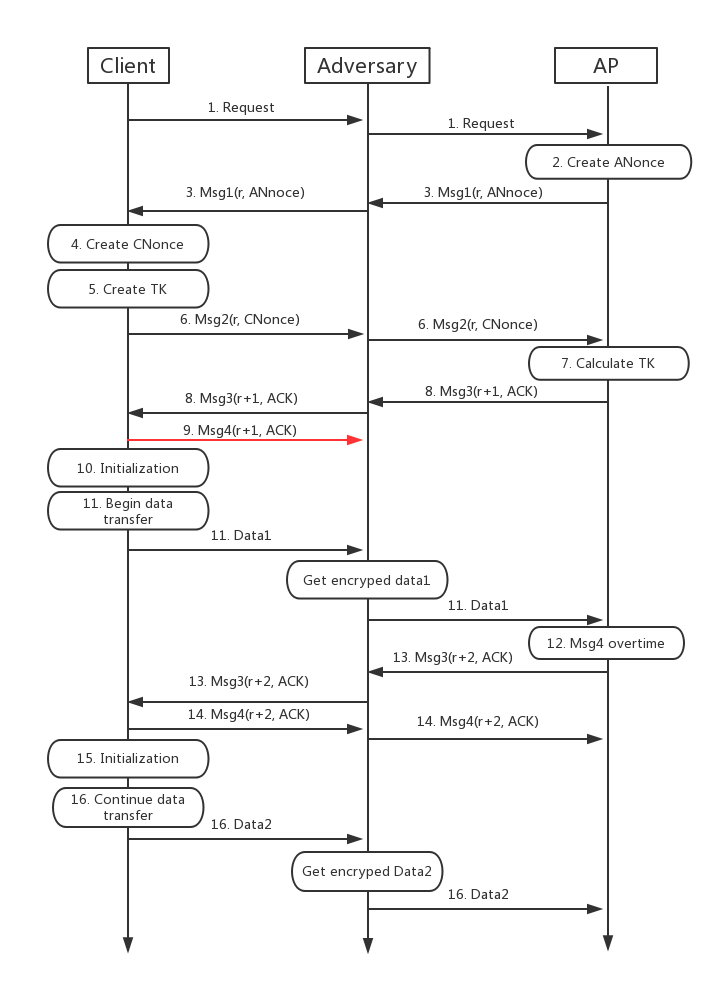 Client
Adversary
AP
1. Request
1. Request
2. Create ANonce
3. Msg1(r, ANnoce)
3. Msg1(r, ANnoce)
4. Create CNonce
5. Create TK
6. Msg2(r, CNonce)
6. Msg2(r, CNonce)
7. Calculate TK
8. Msg3(r+1, ACK)
8. Msg3(r+1, ACK)
9. Msg4(r+1, ACK)
10. Initialization
11. Begin data
transfer
11. Data1
Get encryped data1
11. Data1
12. Msg4 overtime
13. Msg3(r+2, ACK)
13. Msg3(r+2, ACK)
14. Msg4(r+2, ACK)
14. Msg4(r+2, ACK)
15. Initialization
16. Continue data
transfer
16. Data2
Get encryped Data2
16. Data2